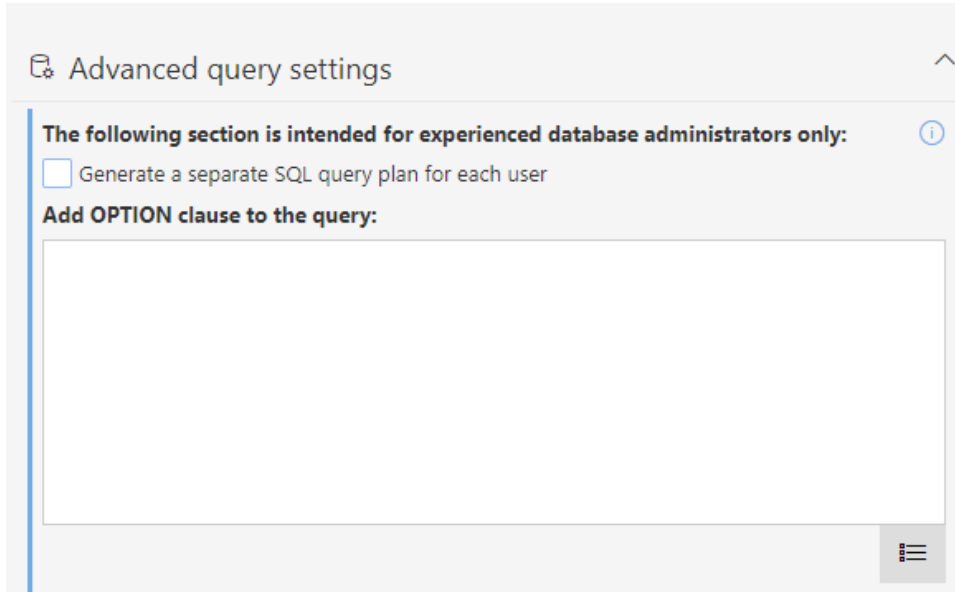 Advanced query settings
The following section is intended for experienced database administrators only:
Generate a separate SQL query plan for each user
Add OPTION clause to the query: